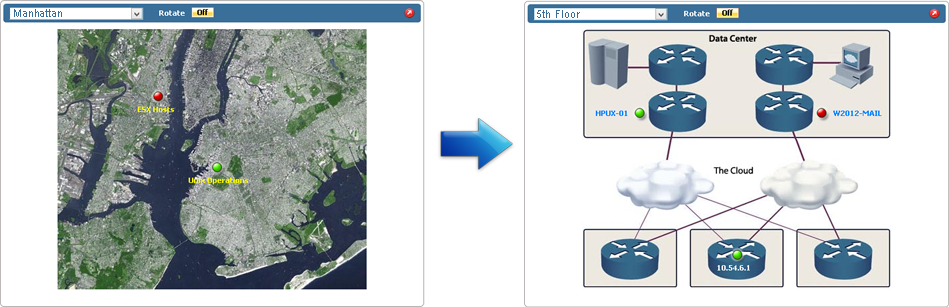 Manhattan
Rotate
Off
ESX Hosts
Unix Operations
5th Floor
Rotate
Off
Data Center
HPUX-01
W2012-MAIL
The Cloud
10.54.6.1